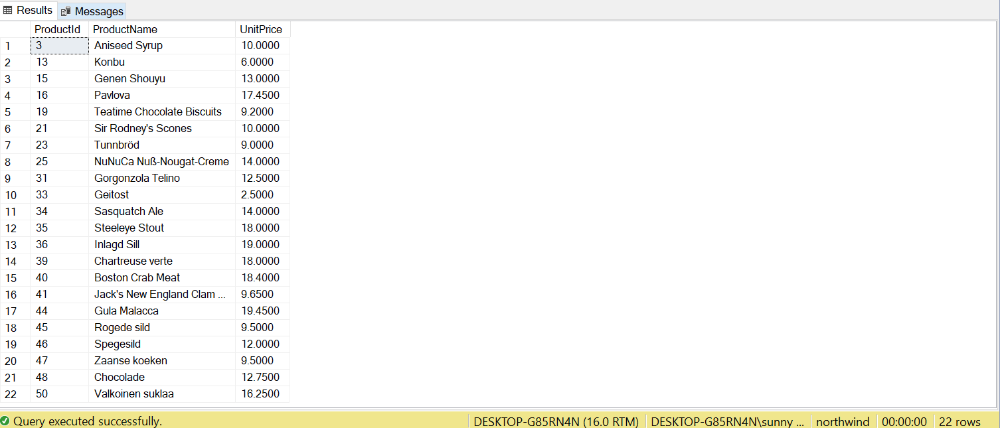 Results Messages
ProductId ProductName UnitPrice
1 3 Aniseed Syrup 10.0000
2 13 Konbu 6.0000
3 15 Genen Shouyu 13.0000
4 16 Pavlova 17.4500
5 19 Teatime Chocolate Biscuits 9.2000
6 21 Sir Rodney's Scones 10.0000
7 23 Tunnbröd 9.0000
8 25 NuNuCa Nuß-Nougat-Creme 14.0000
9 31 Gorgonzola Telino 12.5000
10 33 Geitost 2.5000
11 34 Sasquatch Ale 14.0000
12 35 Steeleye Stout 18.0000
13 36 Inlagd Sill 19.0000
14 39 Chartreuse verte 18.0000
15 40 Boston Crab Meat 18.4000
16 41 Jack's New England Clam ... 9.6500
17 44 Gula Malacca 19.4500
18 45 Rogede sild 9.5000
19 46 Spegesild 12.0000
20 47 Zaanse koeken 9.5000
21 48 Chocolade 12.7500
22 50 Valkoinen suklaa 16.2500
Query executed successfully. DESKTOP-G85RN4N (16.0 RTM) DESKTOP-G85RN4N\sunny ... northwind 00:00:00 22 rows